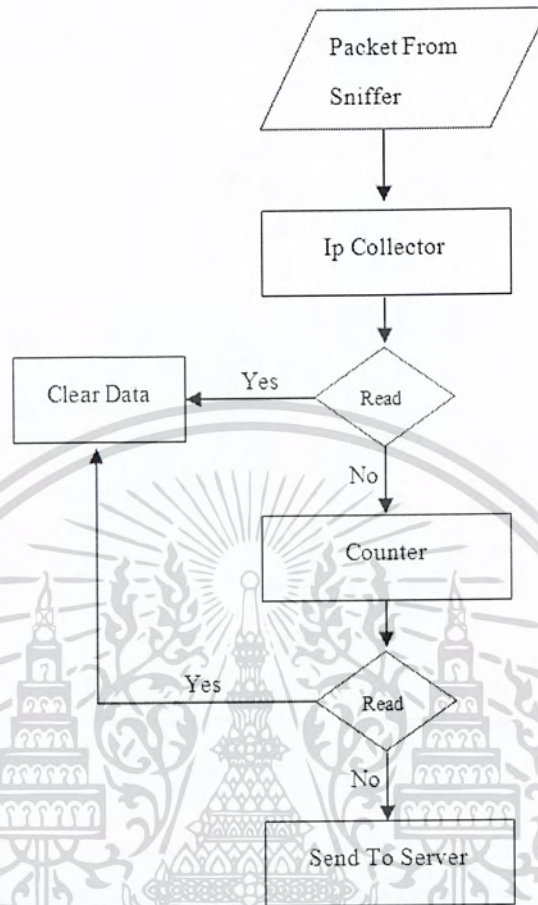 Packet From
Sniffer
Ip Collector
Clear Data
Yes
Read
No
Counter
Yes
Read
No
Send To Server